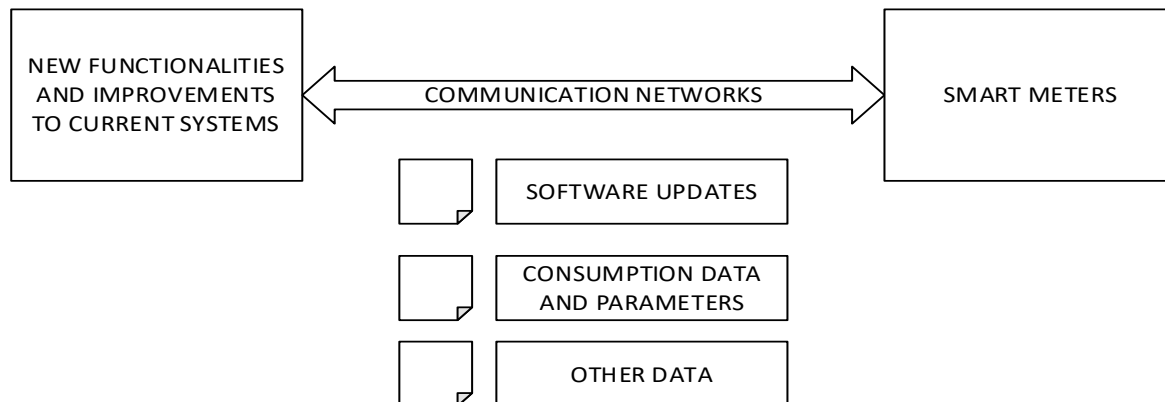 NEW FUNCTIONALITIES
AND IMPROVEMENTS
TO CURRENT SYSTEMS
COMMUNICATION NETWORKS
SMART METERS
SOFTWARE UPDATES
CONSUMPTION DATA
AND PARAMETERS
OTHER DATA